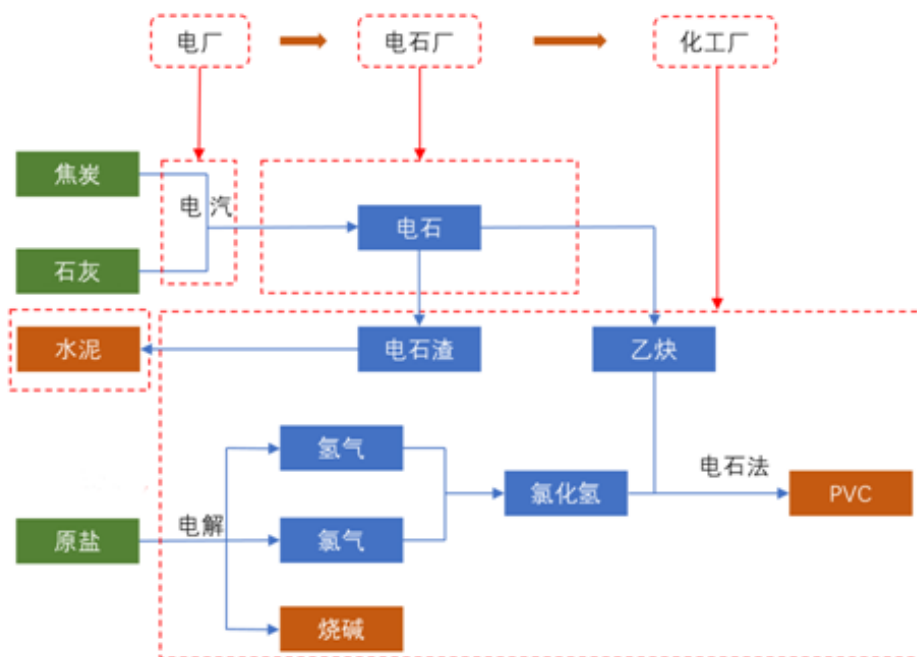 电厂
电石厂
化工厂
焦炭
电 汽
电石
石灰
水泥
电石渣
乙炔
氢气
电石法
氯化氢
PVC
原盐
电解
氯气
烧碱